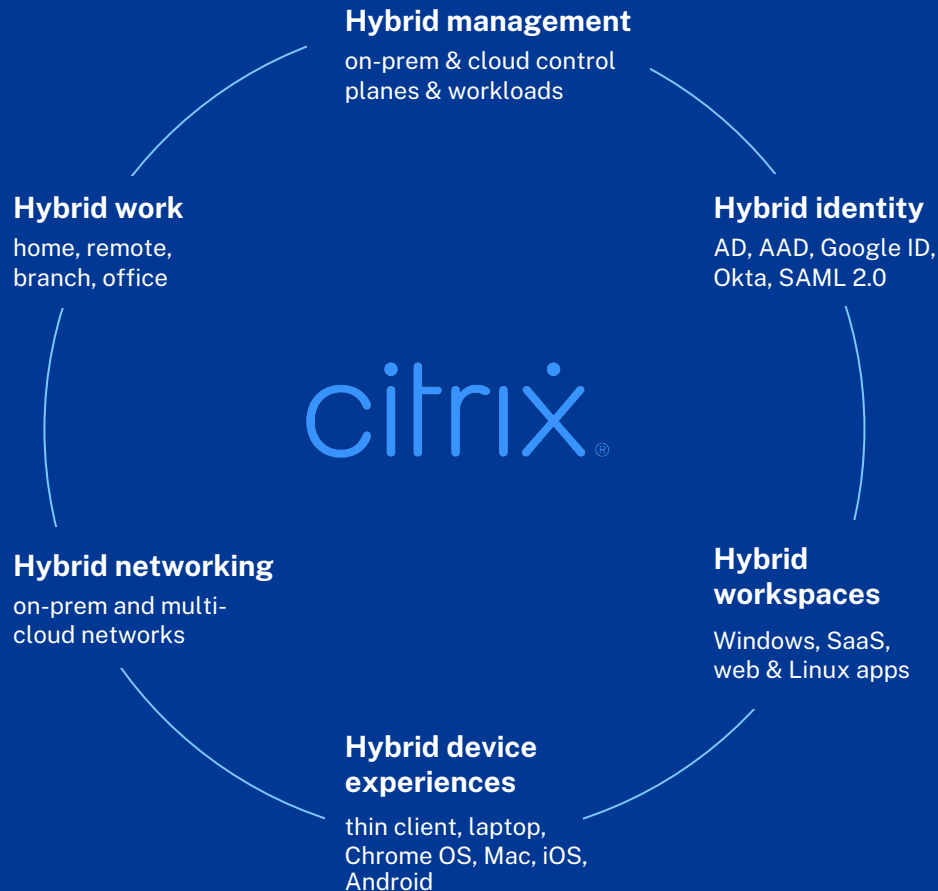 Hybrid management
on-prem & cloud control
planes & workloads
Hybrid work
home, remote,
branch, office
Hybrid identity
AD, AAD, Google ID,
Okta, SAML 2.0
citrix®
Hybrid networking
on-prem and multi-
cloud networks
Hybrid
workspaces
Windows, SaaS,
web & Linux apps
Hybrid device
experiences
thin client, laptop,
Chrome OS, Mac, iOS,
Android